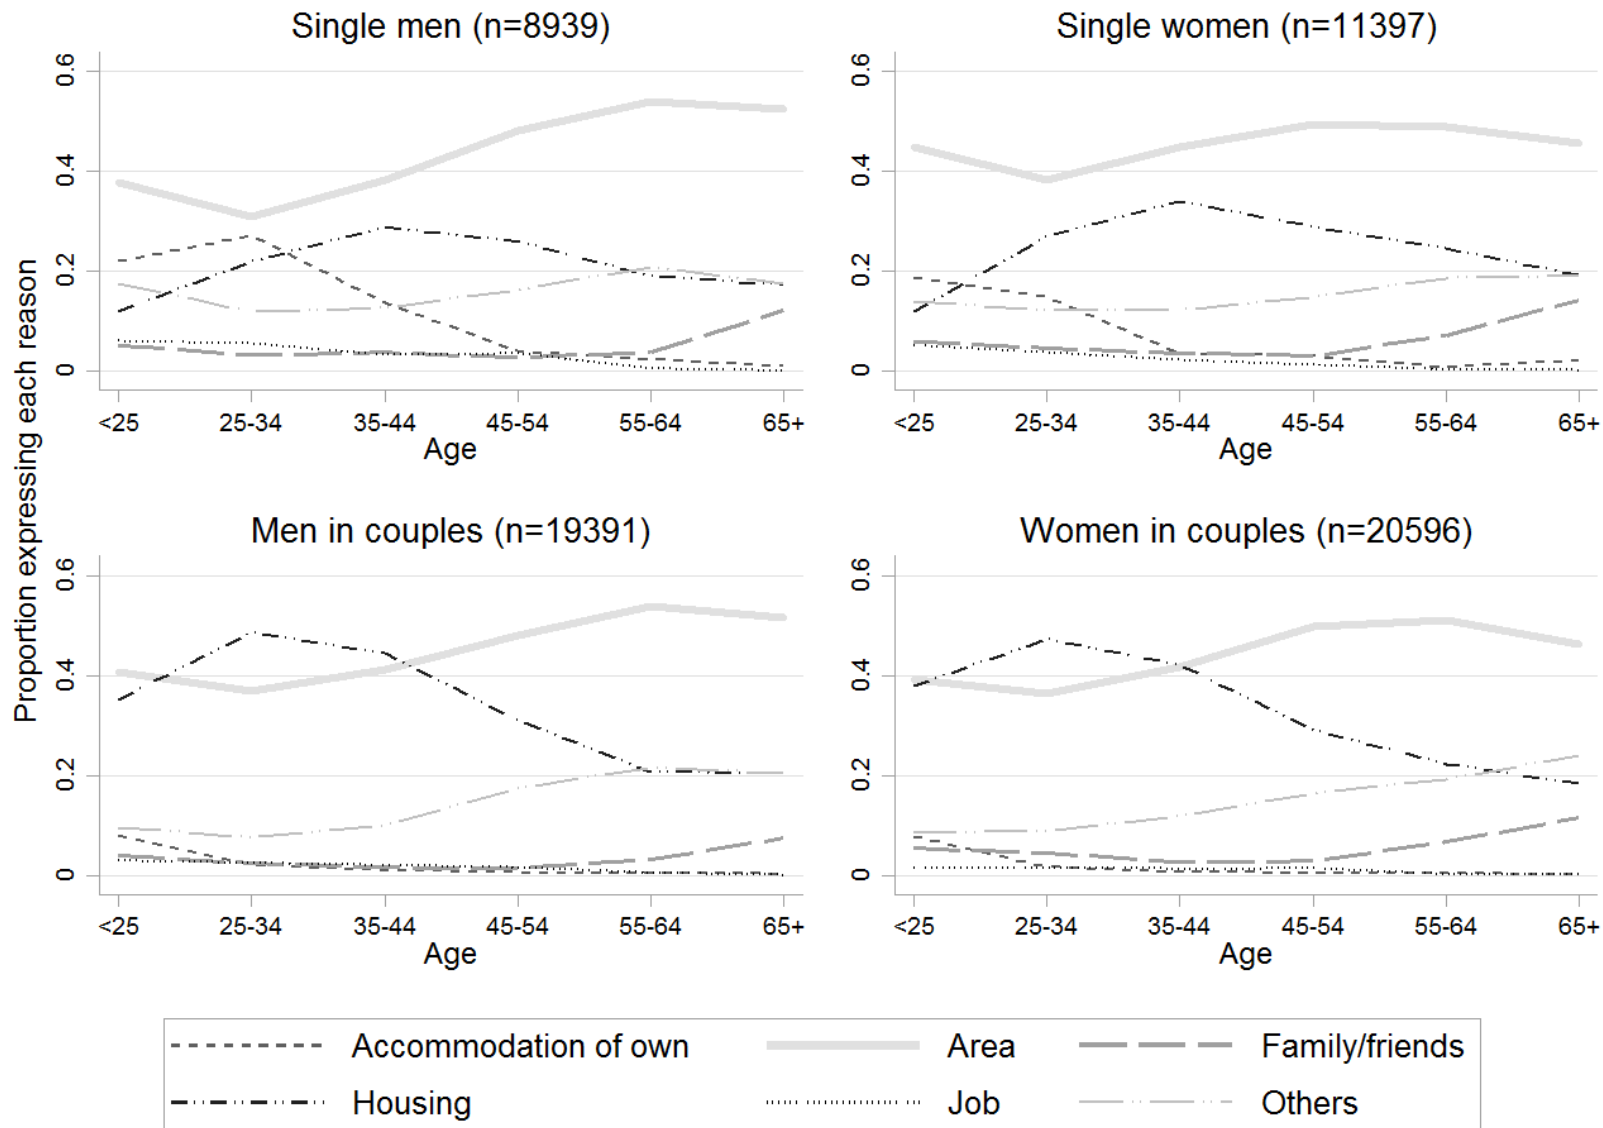 Single men (n=8939)
Single women (n=11397)
Proportion expressing each reason
0.6
0.4
0.2
0
<25 25-34 35-44 45-54 55-64 65+
Age
0.6
0.4
0.2
0
<25 25-34 35-44 45-54 55-64 65+
Age
Men in couples (n=19391)
Women in couples (n=20596)
0.6
0.4
0.2
0
<25 25-34 35-44 45-54 55-64 65+
Age
0.6
0.4
0.2
0
<25 25-34 35-44 45-54 55-64 65+
Age
Accommodation of own Area Family/friends
Housing Job Others